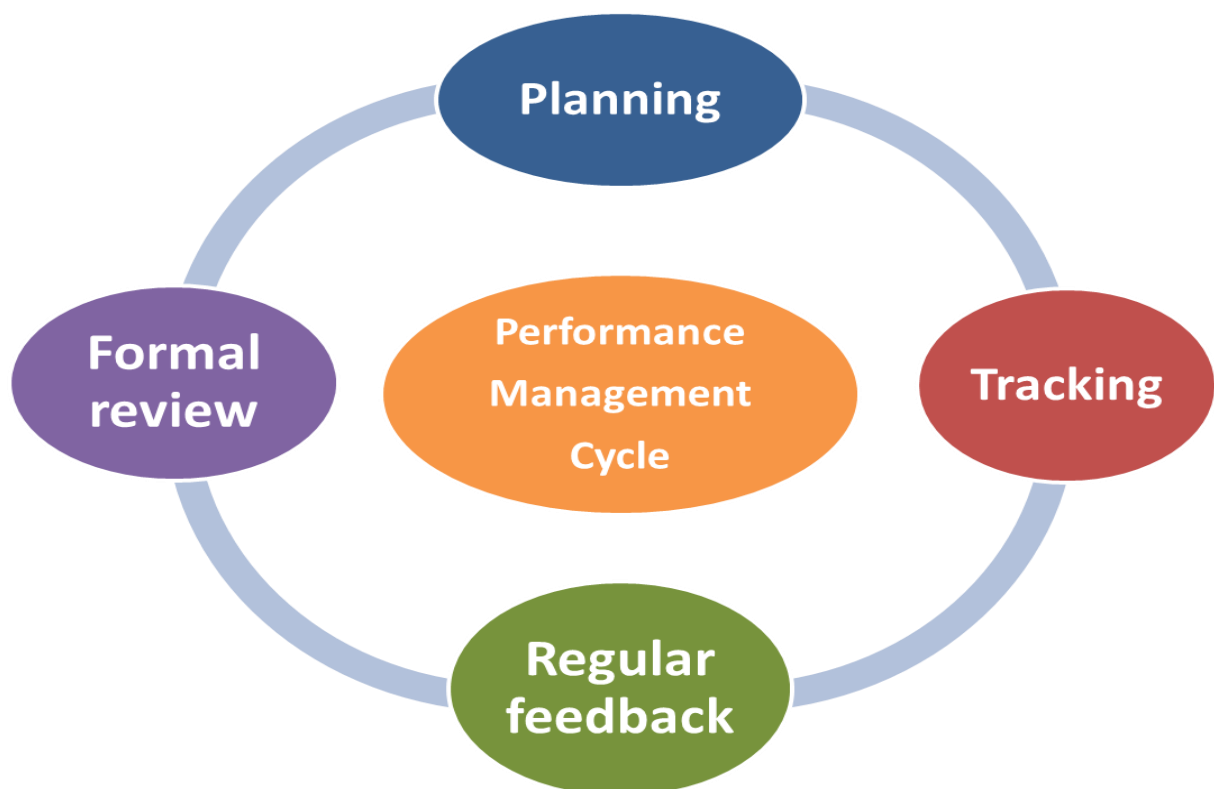 Planning
Formal
review
Performance
Management
Cycle
Tracking
Regular
feedback